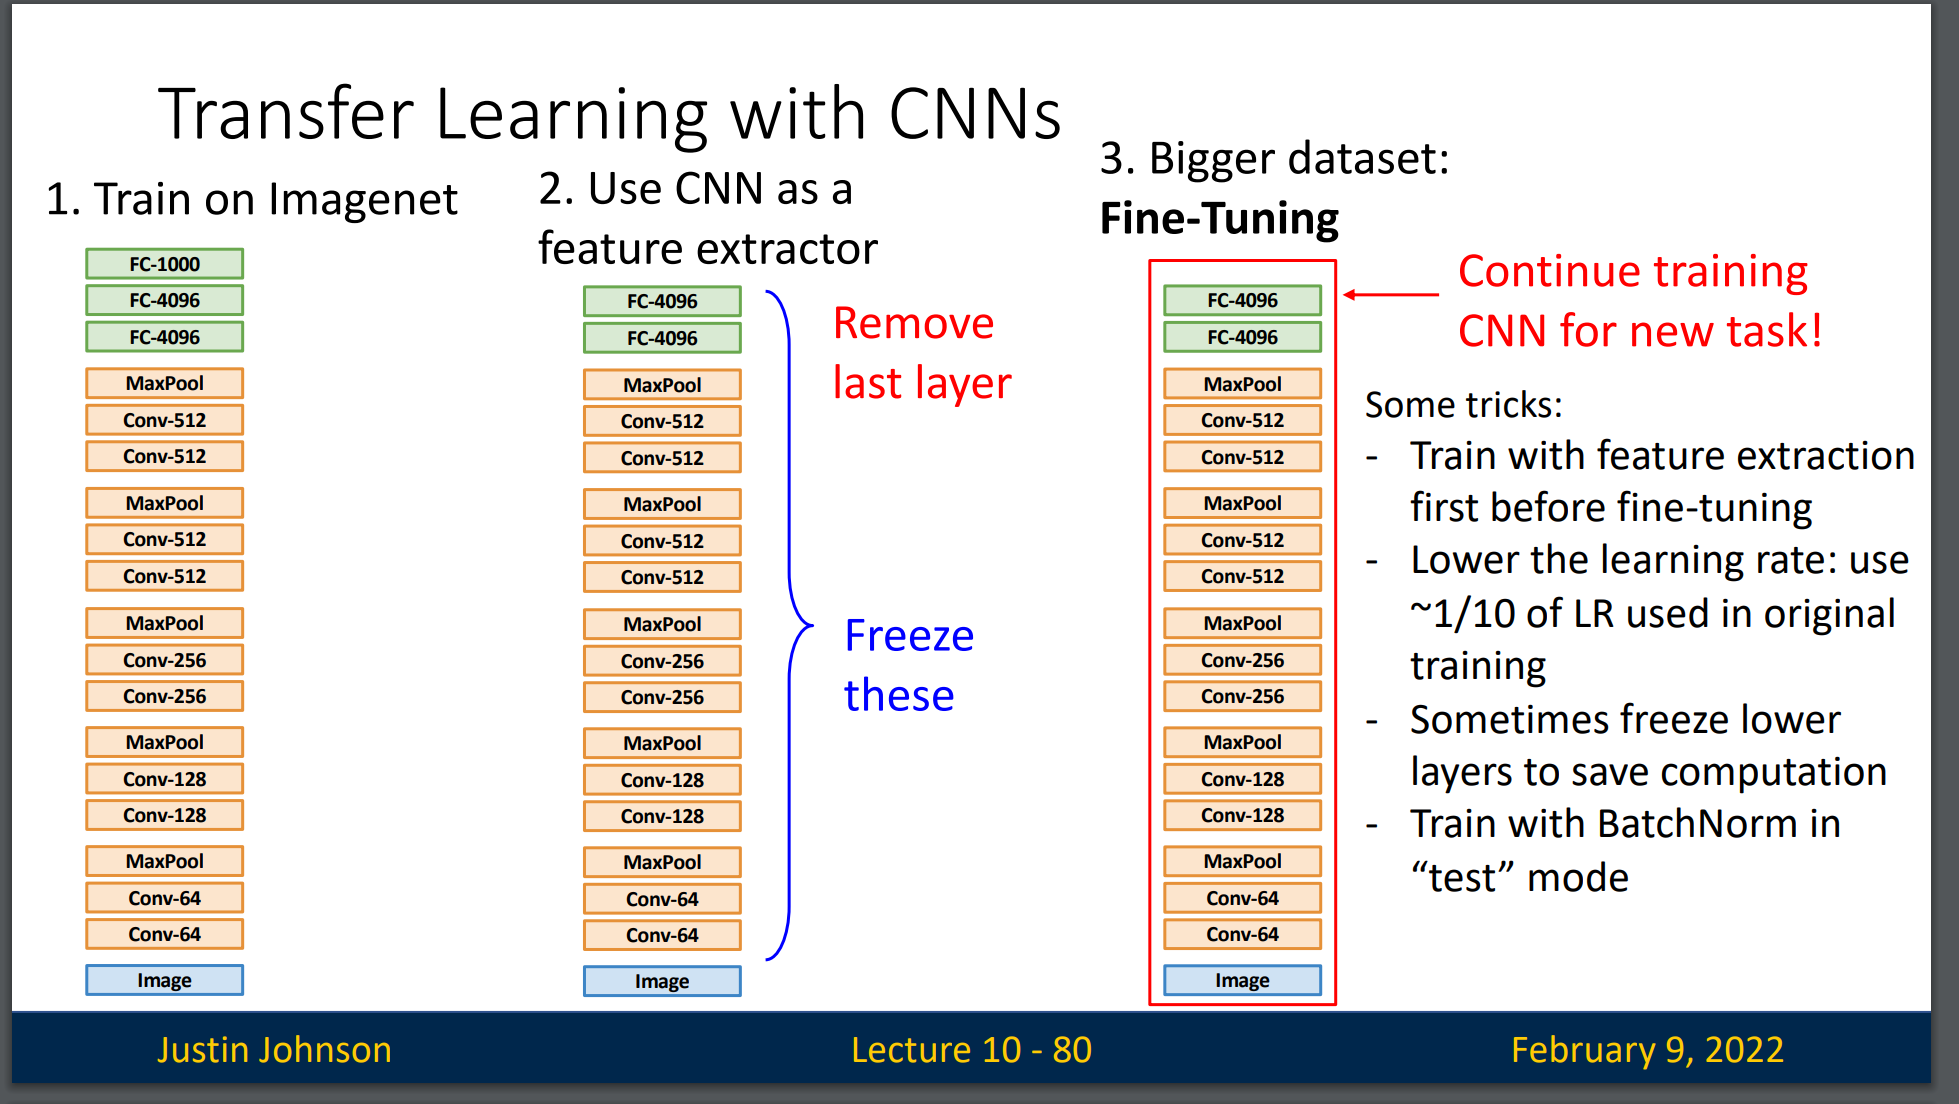 Transfer Learning with CNNs
1. Train on Imagenet
FC-1000
FC-4096
FC-4096
MaxPool
Conv-512
Conv-512
MaxPool
Conv-512
Conv-512
MaxPool
Conv-256
Conv-256
MaxPool
Conv-128
Conv-128
MaxPool
Conv-64
Conv-64
Image
2. Use CNN as a
feature extractor
FC-4096
FC-4096
MaxPool
Conv-512
Conv-512
MaxPool
Conv-512
Conv-512
MaxPool
Conv-256
Conv-256
MaxPool
Conv-128
Conv-128
MaxPool
Conv-64
Conv-64
Image
Remove
last layer
Freeze
these
3. Bigger dataset:
Fine-Tuning
FC-4096
FC-4096
MaxPool
Conv-512
Conv-512
MaxPool
Conv-512
Conv-512
MaxPool
Conv-256
Conv-256
MaxPool
Conv-128
Conv-128
MaxPool
Conv-64
Conv-64
Image
Continue training
CNN for new task!
Some tricks:
- Train with feature extraction
first before fine-tuning
- Lower the learning rate: use
~1/10 of LR used in original
training
- Sometimes freeze lower
layers to save computation
- Train with BatchNorm in
“test” mode
Justin Johnson
Lecture 10 - 80
February 9, 2022